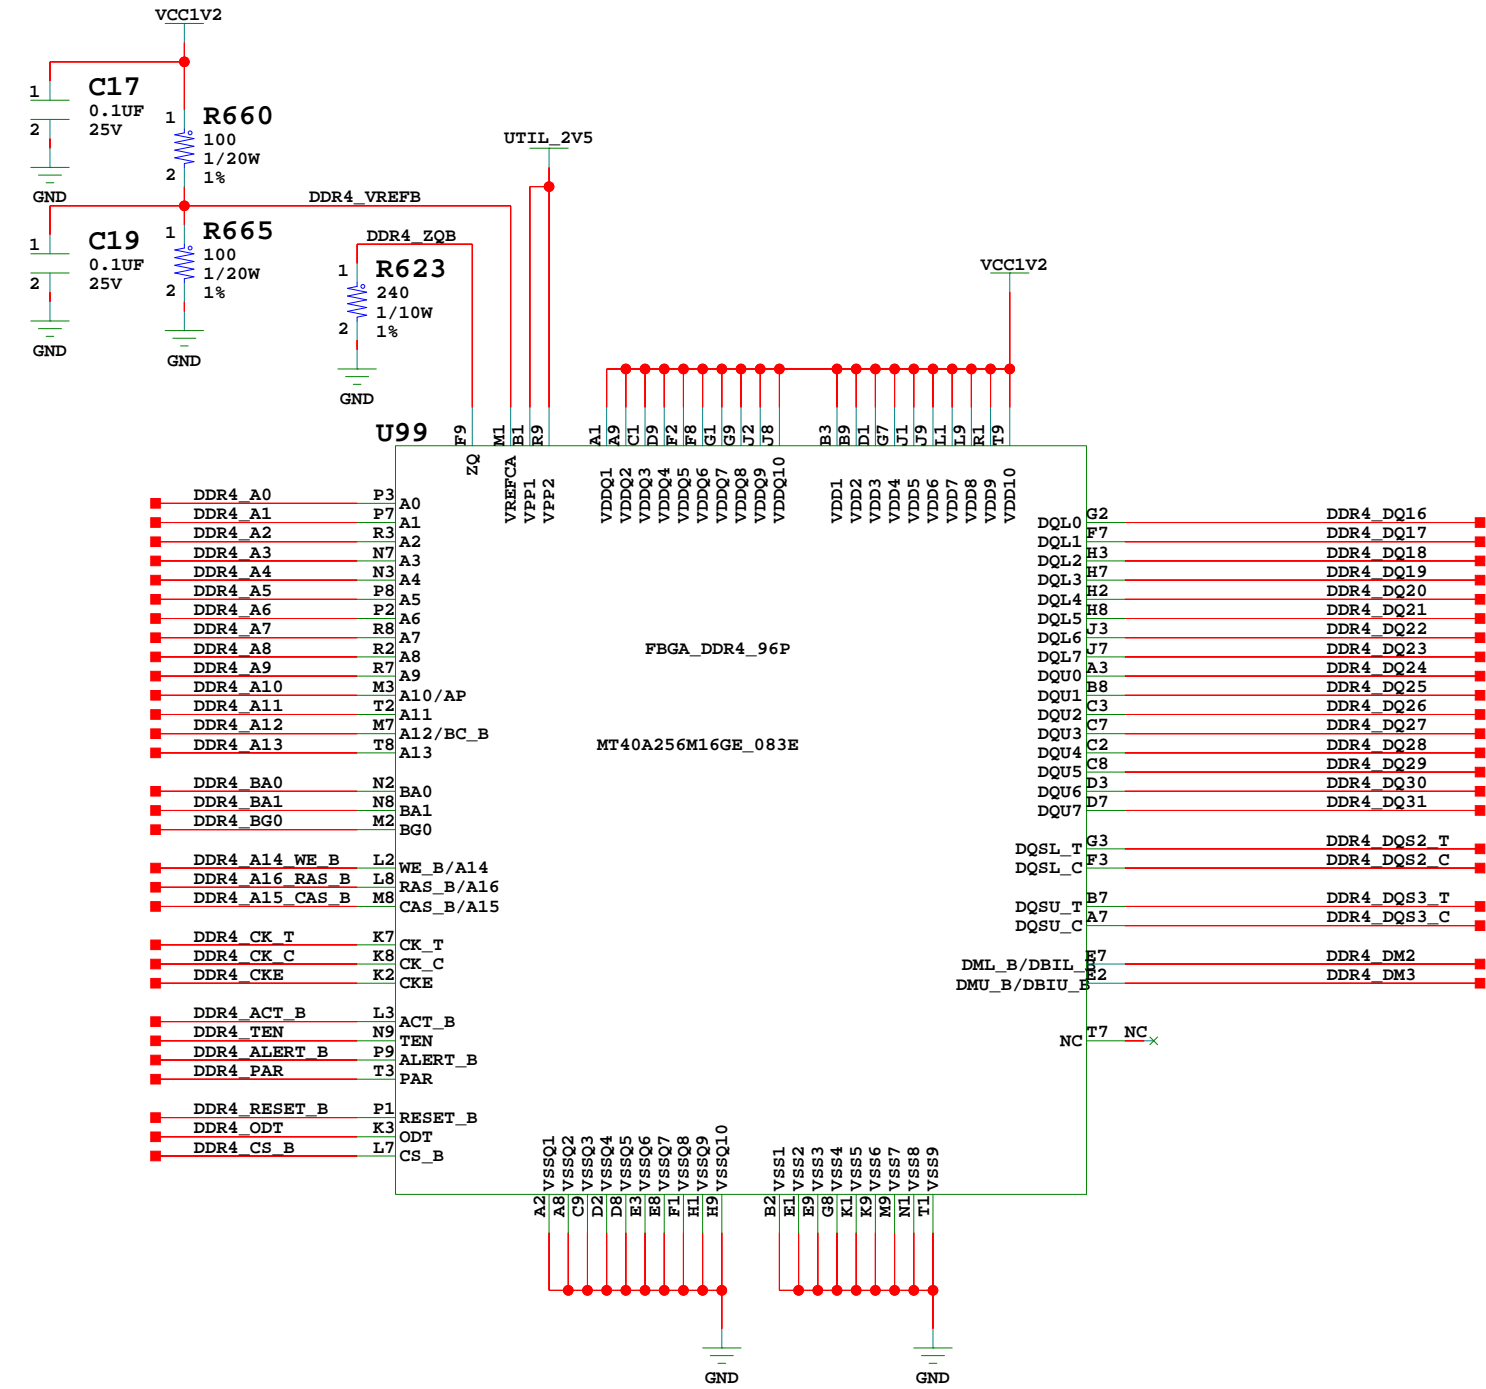 VCC1V2
1
C17
0.1UF
25V
2
GND
1
R660
100
1/20W
1%
2
UTIL_2V5
DDR4_VREFB
1
C19
0.1UF
25V
2
GND
1
R665
100
1/20W
1%
2
GND
DDR4_ZQB
1
R623
240
1/10W
1%
2
GND
VCC1V2
U99
F9 ZQ
M1 VREFCA
B1 VPP1
R9 VPP2
A1 VDDQ1
A9 VDDQ2
C1 VDDQ3
D9 VDDQ4
F2 VDDQ5
F8 VDDQ6
G1 VDDQ7
G9 VDDQ8
J2 VDDQ9
J8 VDDQ10
B3 VDD1
B9 VDD2
D1 VDD3
G7 VDD4
J1 VDD5
J9 VDD6
L1 VDD7
L9 VDD8
R1 VDD9
T9 VDD10
DDR4_A0 P3 A0
DDR4_A1 P7 A1
DDR4_A2 R3 A2
DDR4_A3 N7 A3
DDR4_A4 N3 A4
DDR4_A5 P8 A5
DDR4_A6 P2 A6
DDR4_A7 R8 A7
DDR4_A8 R2 A8
DDR4_A9 R7 A9
DDR4_A10 M3 A10/AP
DDR4_A11 T2 A11
DDR4_A12 M7 A12/BC_B
DDR4_A13 T8 A13
DDR4_BA0 N2 BA0
DDR4_BA1 N8 BA1
DDR4_BG0 M2 BG0
DDR4_A14_WE_B L2 WE_B/A14
DDR4_A16_RAS_B L8 RAS_B/A16
DDR4_A15_CAS_B M8 CAS_B/A15
DDR4_CK_T K7 CK_T
DDR4_CK_C K8 CK_C
DDR4_CKE K2 CKE
DDR4_ACT_B L3 ACT_B
DDR4_TEN N9 TEN
DDR4_ALERT_B P9 ALERT_B
DDR4_PAR T3 PAR
DDR4_RESET_B P1 RESET_B
DDR4_ODT K3 ODT
DDR4_CS_B L7 CS_B
FBGA_DDR4_96P
MT40A256M16GE_083E
DQL0 G2 DDR4_DQ16
DQL1 F7 DDR4_DQ17
DQL2 H3 DDR4_DQ18
DQL3 H7 DDR4_DQ19
DQL4 H2 DDR4_DQ20
DQL5 H8 DDR4_DQ21
DQL6 J3 DDR4_DQ22
DQL7 J7 DDR4_DQ23
DQU0 A3 DDR4_DQ24
DQU1 B8 DDR4_DQ25
DQU2 C3 DDR4_DQ26
DQU3 C7 DDR4_DQ27
DQU4 C2 DDR4_DQ28
DQU5 C8 DDR4_DQ29
DQU6 D3 DDR4_DQ30
DQU7 D7 DDR4_DQ31
DQSL_T G3 DDR4_DQS2_T
DQSL_C F3 DDR4_DQS2_C
DQSU_T B7 DDR4_DQS3_T
DQSU_C A7 DDR4_DQS3_C
DML_B/DBIL_B E7 DDR4_DM2
DMU_B/DBIU_B E2 DDR4_DM3
NC T7 NC
A2 VSSQ1
A8 VSSQ2
C9 VSSQ3
D2 VSSQ4
D8 VSSQ5
E3 VSSQ6
E8 VSSQ7
F1 VSSQ8
H1 VSSQ9
H9 VSSQ10
B2 VSS1
E1 VSS2
E9 VSS3
G8 VSS4
K1 VSS5
K9 VSS6
M9 VSS7
N1 VSS8
T1 VSS9
GND
GND